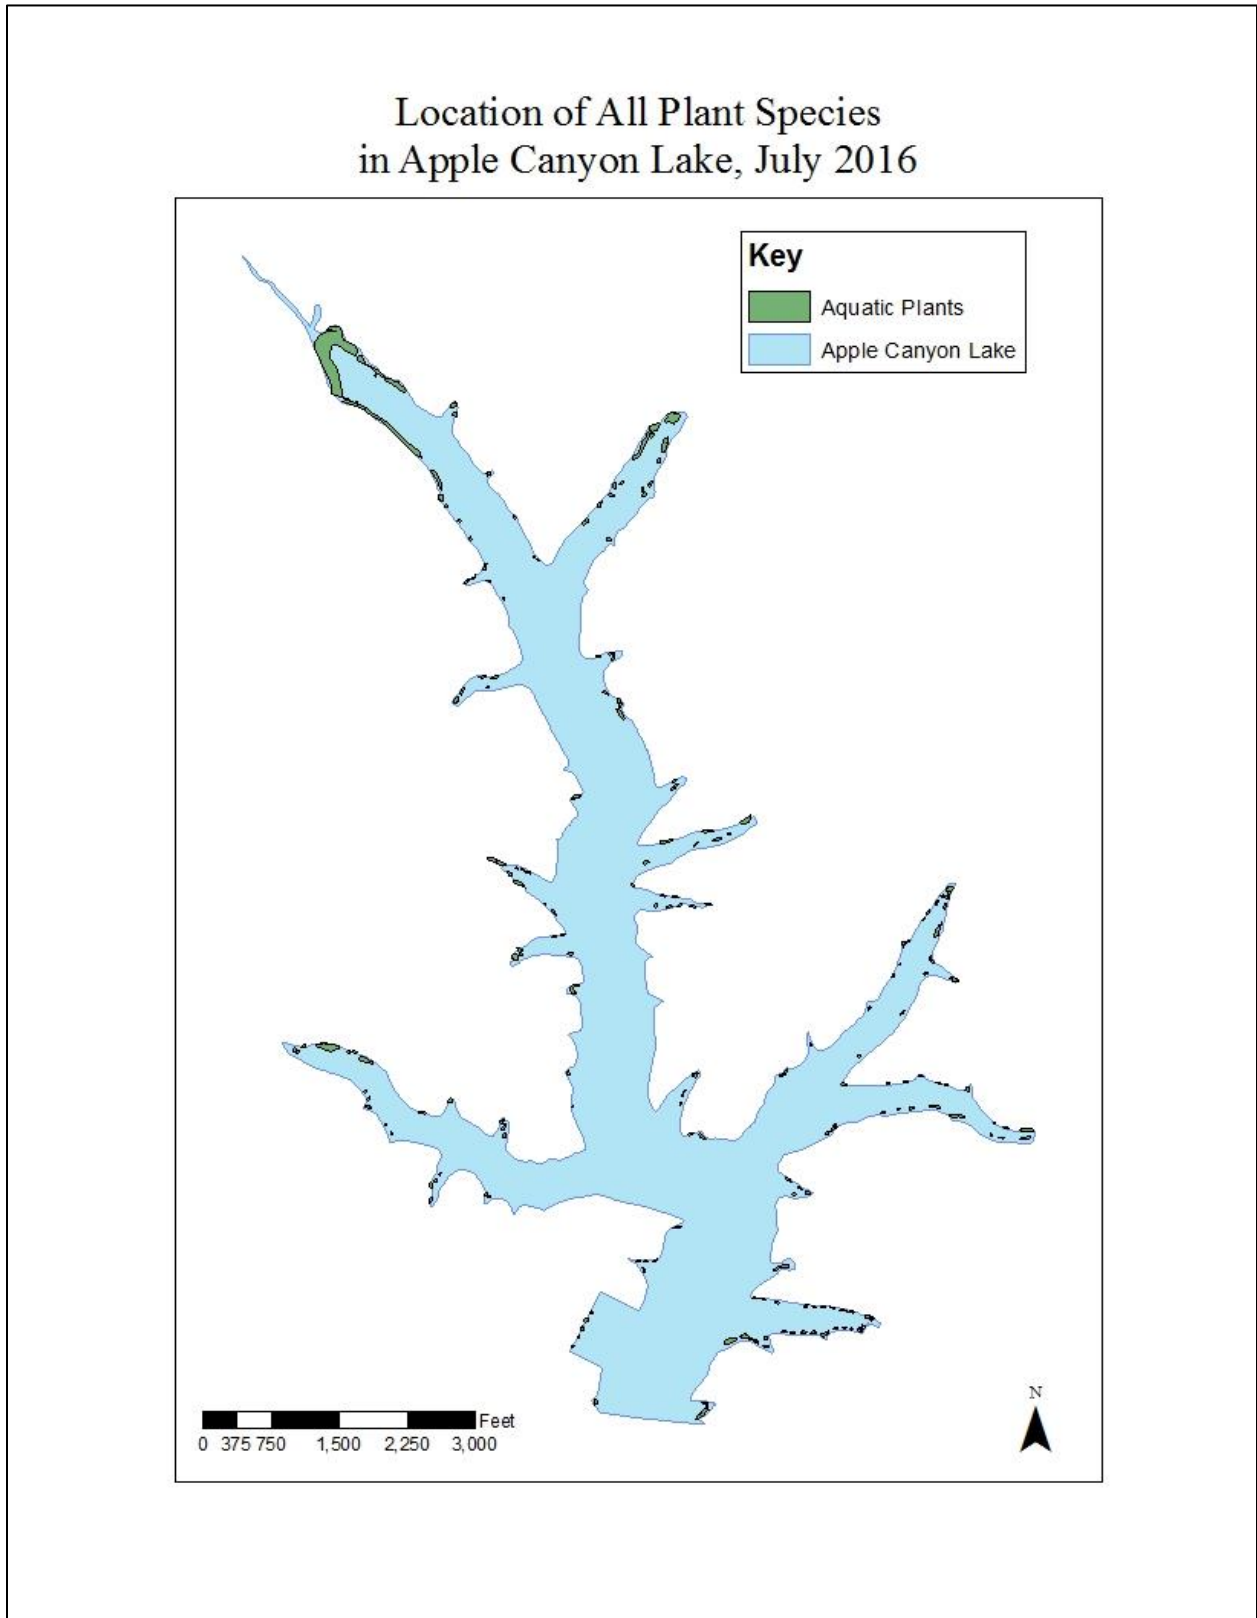 Location of All Plant Species
in Apple Canyon Lake, July 2016
Key
Aquatic Plants
Apple Canyon Lake
N
Feet
0 375 750 1,500 2,250 3,000